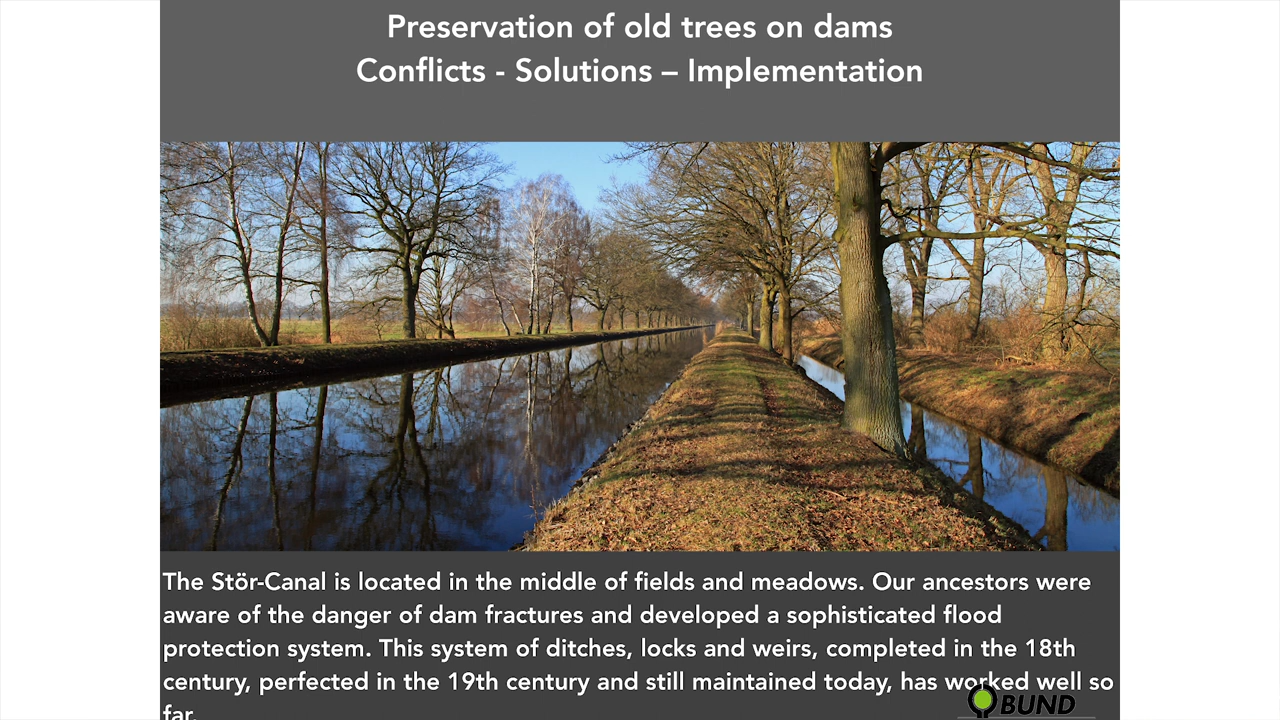 Preservation of old trees on dams
Conflicts - Solutions – Implementation
The Stör-Canal is located in the middle of fields and meadows. Our ancestors were
aware of the danger of dam fractures and developed a sophisticated flood
protection system. This system of ditches, locks and weirs, completed in the 18th
century, perfected in the 19th century and still maintained today, has worked well so
far.
BUND